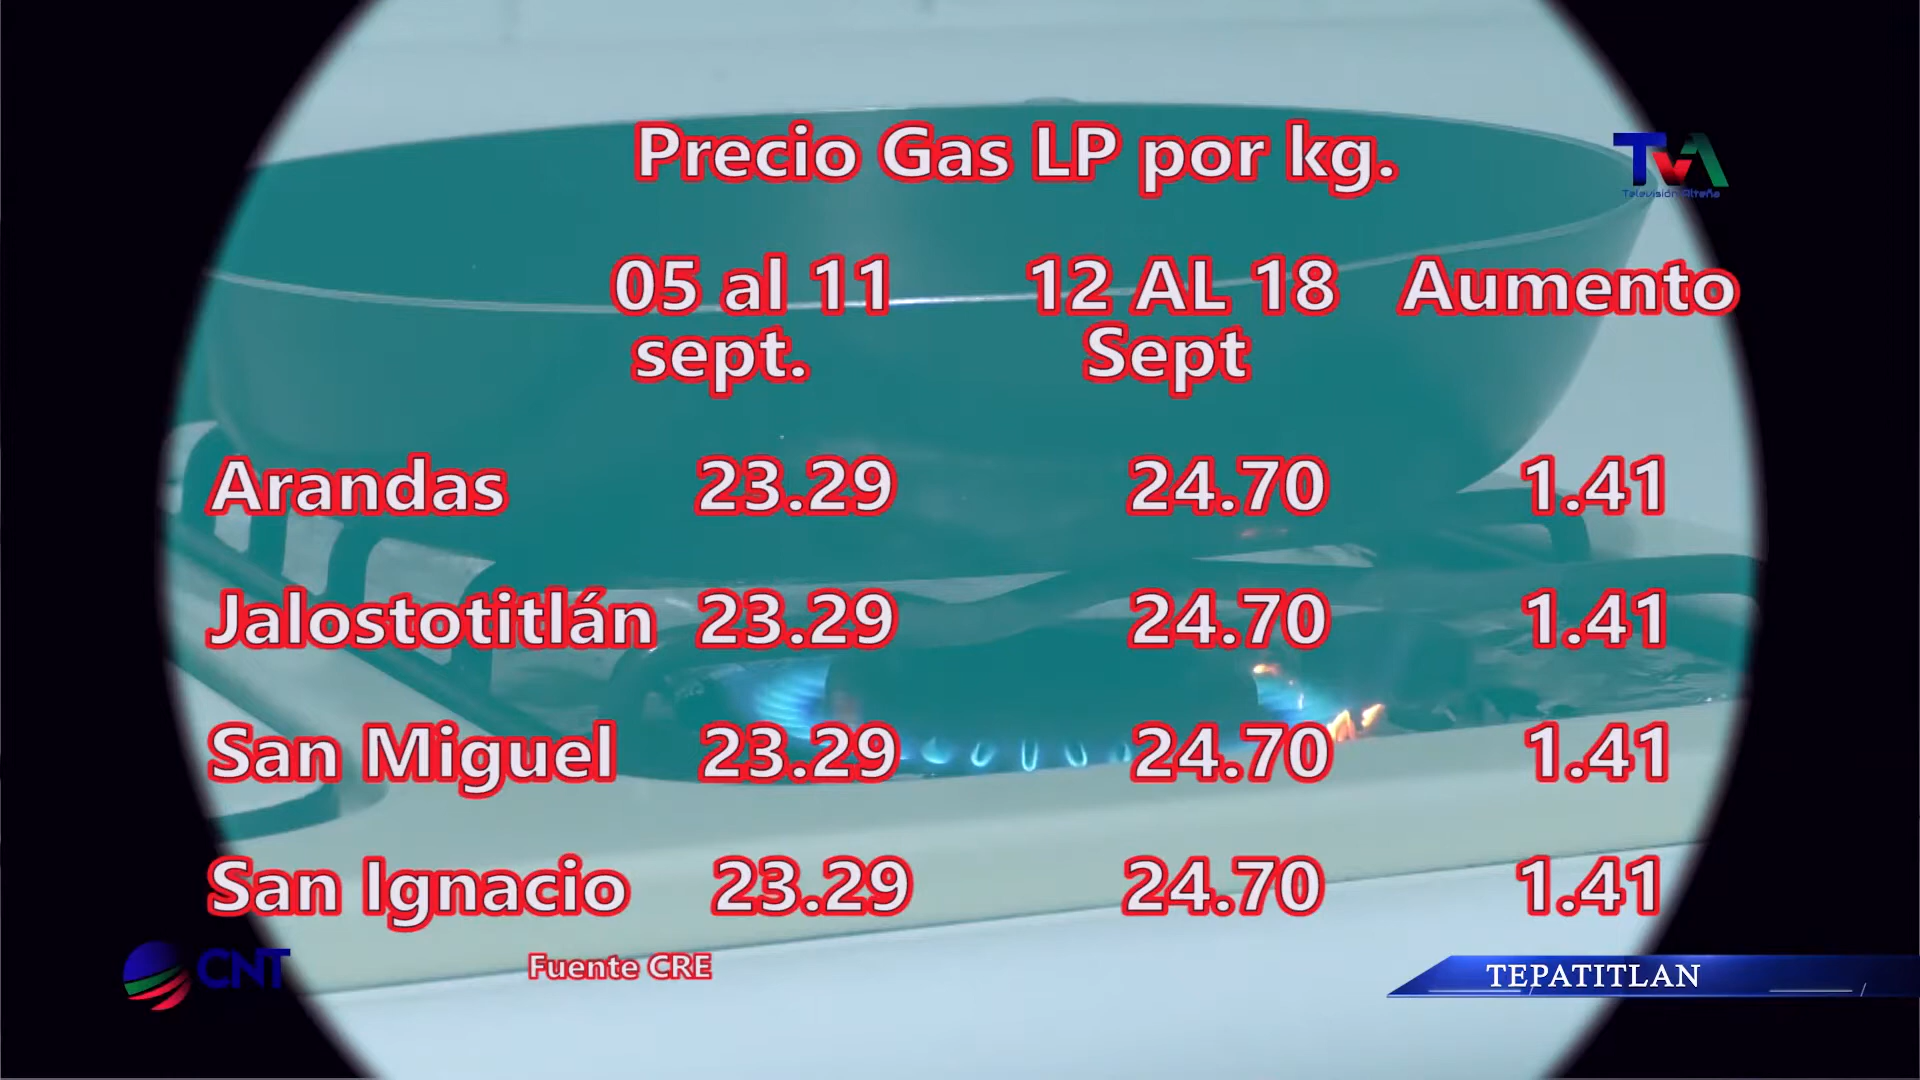 Precio Gas LP por kg.
TVA
Televisión Alteña
05 al 11 sept.
12 AL 18 Sept
Aumento
Arandas 23.29 24.70 1.41
Jalostotitlán 23.29 24.70 1.41
San Miguel 23.29 24.70 1.41
San Ignacio 23.29 24.70 1.41
CNT
Fuente CRE
TEPATITLAN